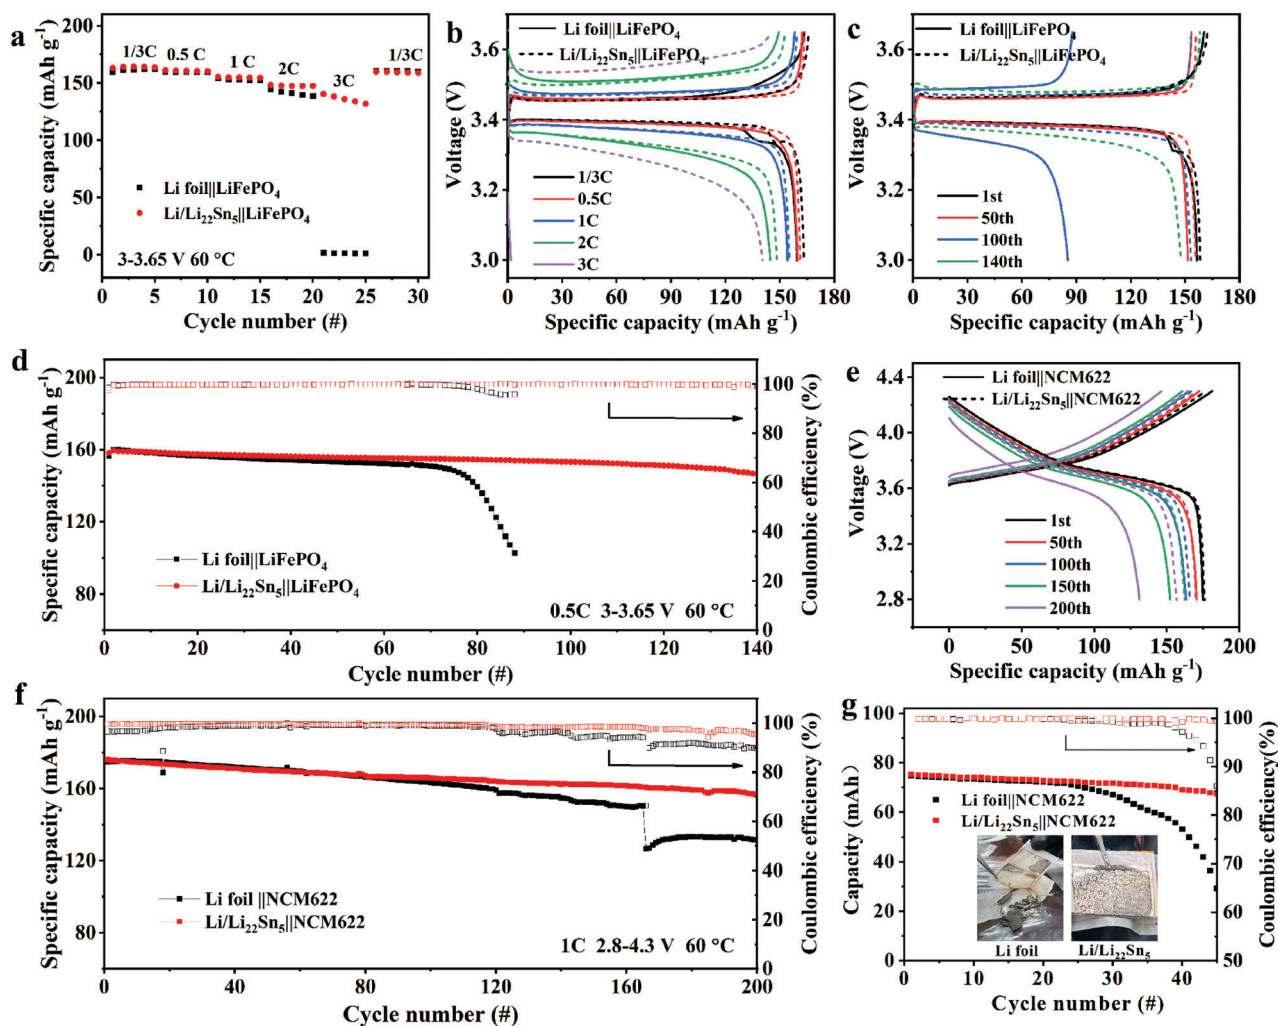 a
Specific capacity (mAh g⁻¹)
200
150
100
50
0
1/3C
0.5 C
1 C
2C
3C
1/3C
Li foil||LiFePO₄
Li/Li₂₂Sn₅||LiFePO₄
3-3.65 V 60 °C
0 10 20 30
Cycle number (#)
b
Voltage (V)
3.6
3.4
3.2
3.0
Li foil||LiFePO₄
Li/Li₂₂Sn₅||LiFePO₄
1/3C
0.5C
1C
2C
3C
0 30 60 90 120 150 180
Specific capacity (mAh g⁻¹)
c
Voltage (V)
3.6
3.4
3.2
3.0
Li foil||LiFePO₄
Li/Li₂₂Sn₅||LiFePO₄
1st
50th
100th
140th
0 30 60 90 120 150 180
Specific capacity (mAh g⁻¹)
d
Specific capacity (mAh g⁻¹)
200
160
120
80
Li foil||LiFePO₄
Li/Li₂₂Sn₅||LiFePO₄
0.5C 3-3.65 V 60 °C
100
80
60
40
20
0
Coulombic efficiency (%)
0 20 40 60 80 100 120 140
Cycle number (#)
e
Voltage (V)
4.4
4.0
3.6
3.2
2.8
Li foil||NCM622
Li/Li₂₂Sn₅||NCM622
1st
50th
100th
150th
200th
0 50 100 150 200
Specific capacity (mAh g⁻¹)
f
Specific capacity (mAh g⁻¹)
200
160
120
80
Li foil ||NCM622
Li/Li₂₂Sn₅||NCM622
1C 2.8-4.3 V 60 °C
100
80
60
40
20
0
Coulombic efficiency (%)
0 40 80 120 160 200
Cycle number (#)
g
Capacity (mAh)
100
80
60
40
20
0
Li foil||NCM622
Li/Li₂₂Sn₅||NCM622
Li foil
Li/Li₂₂Sn₅
100
90
80
70
60
50
Coulombic efficiency(%)
0 10 20 30 40
Cycle number (#)